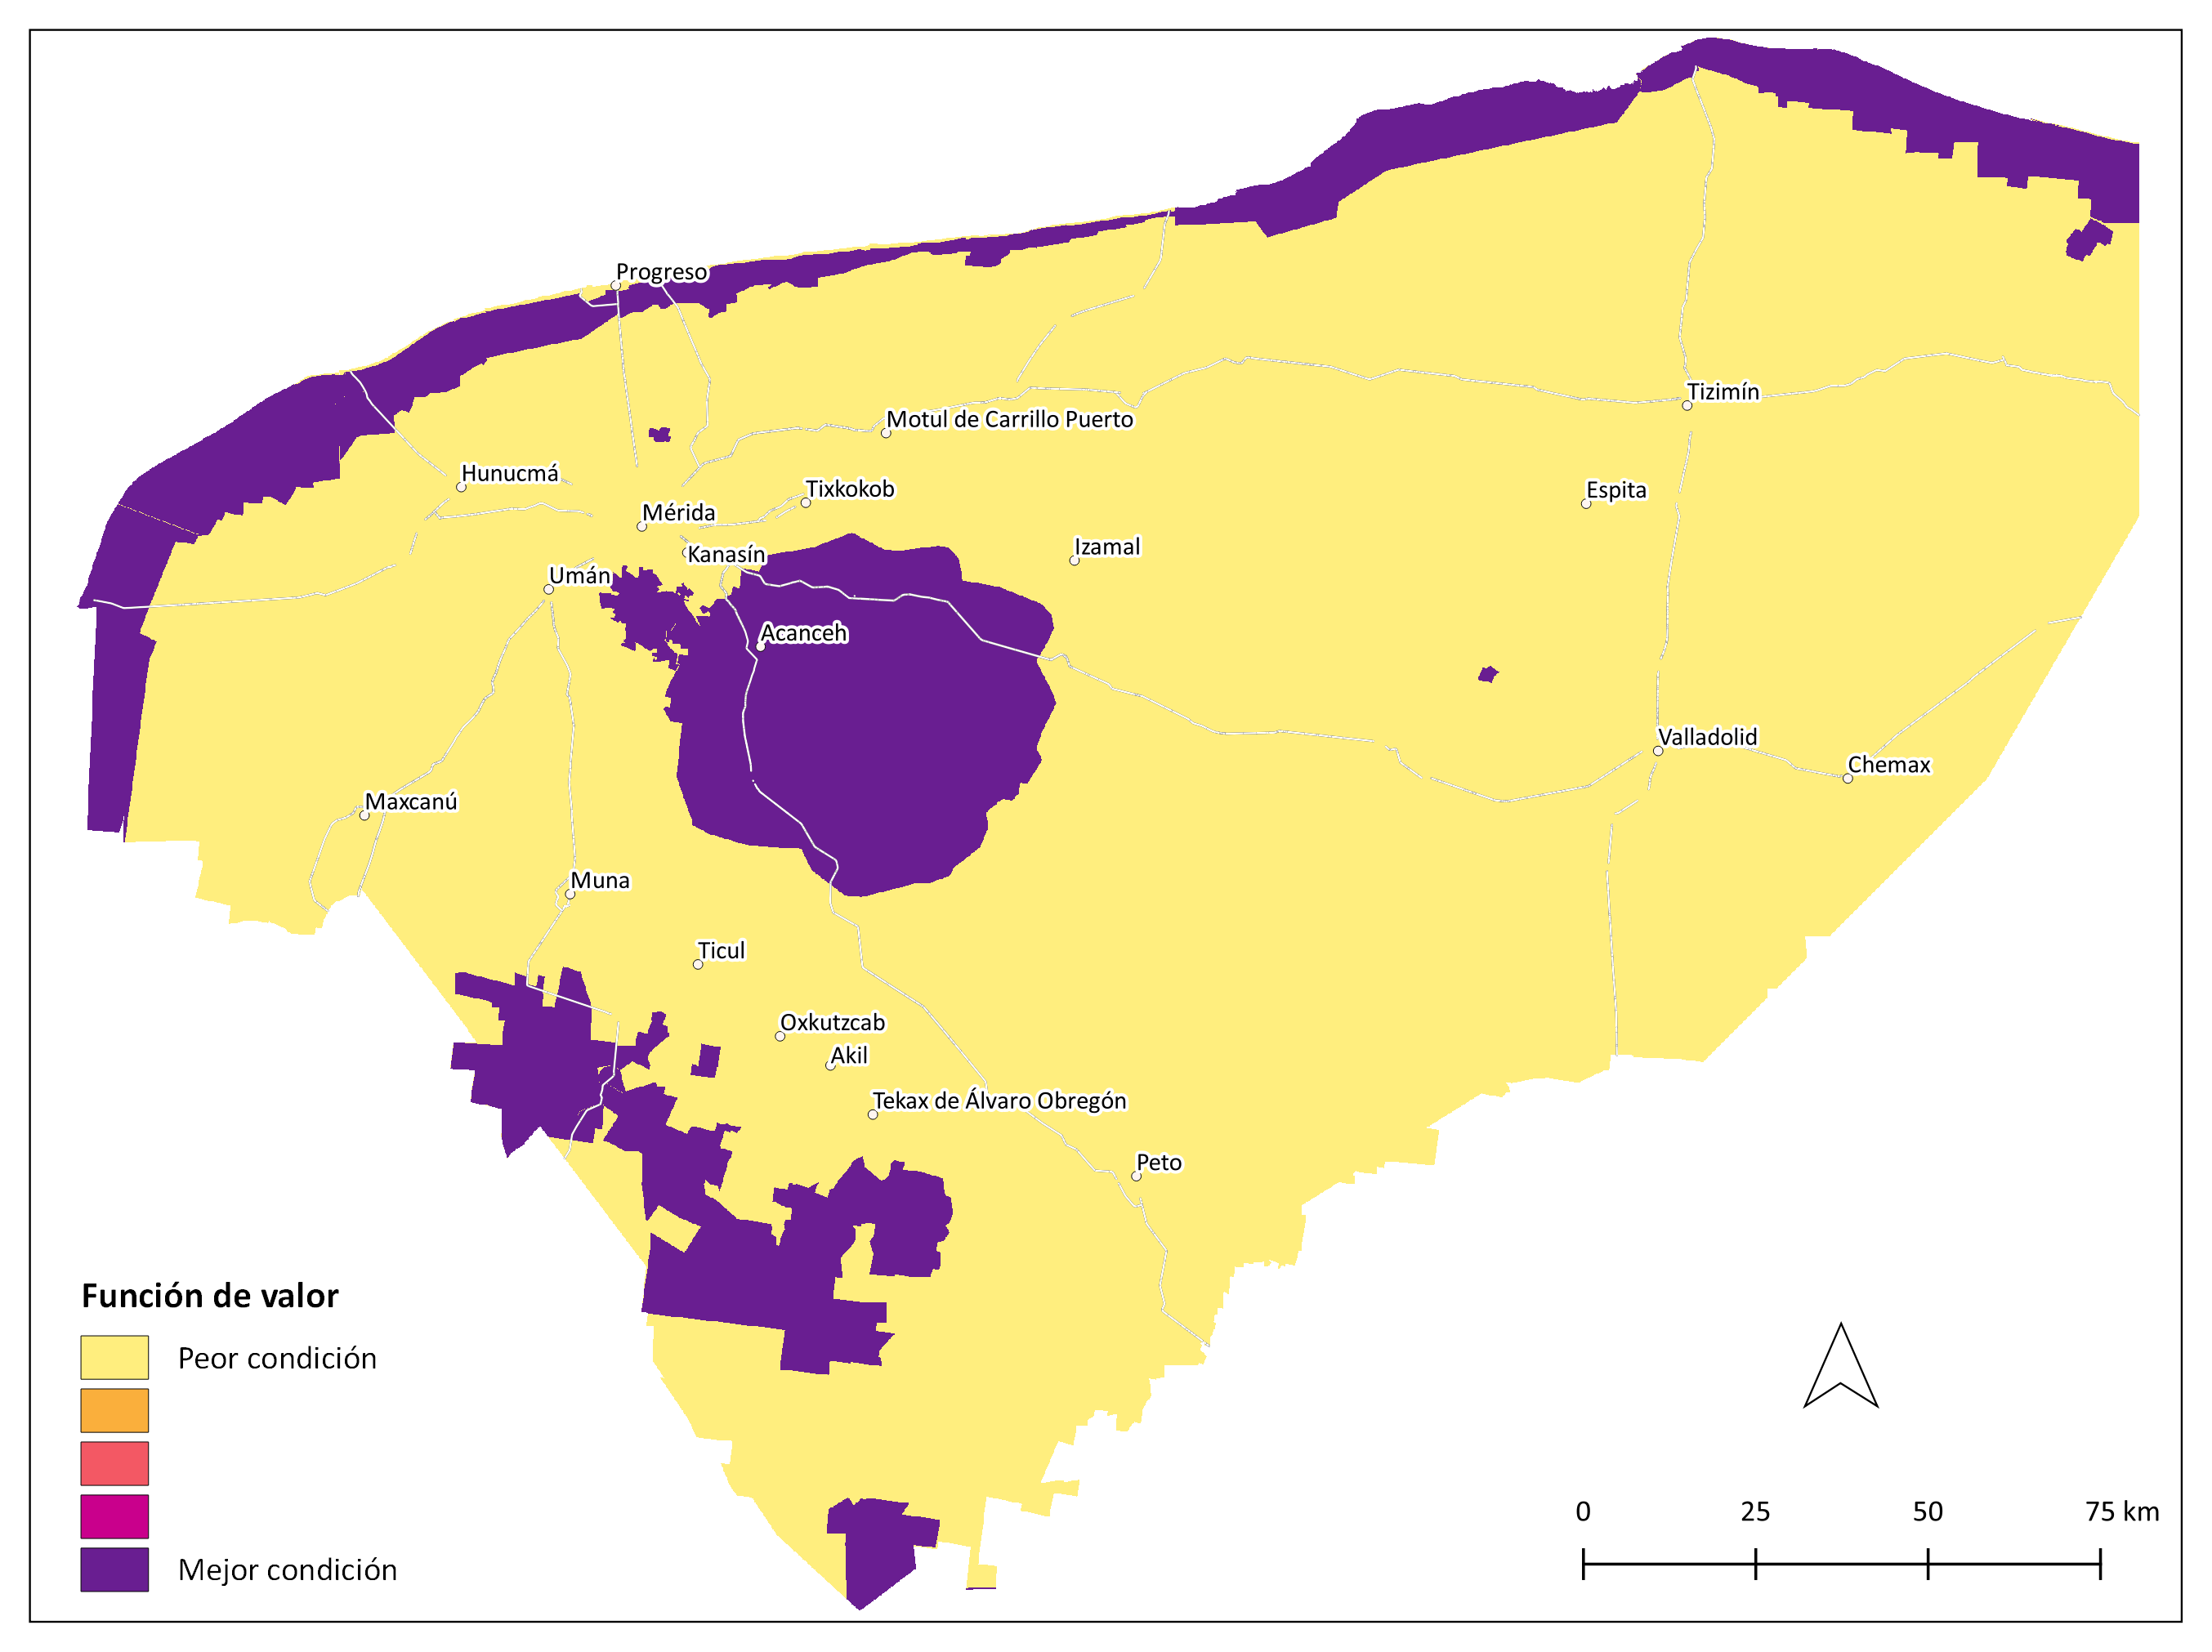 Progreso
Tizimín
Motul de Carrillo Puerto
Hunucmá
Tixkokob
Espita
Mérida
Kanasín
Izamal
Umán
Acanceh
Valladolid
Chemax
Maxcanú
Muna
Ticul
Oxkutzcab
Akil
Tekax de Álvaro Obregón
Peto
Función de valor
Peor condición
Mejor condición
0 25 50 75 km